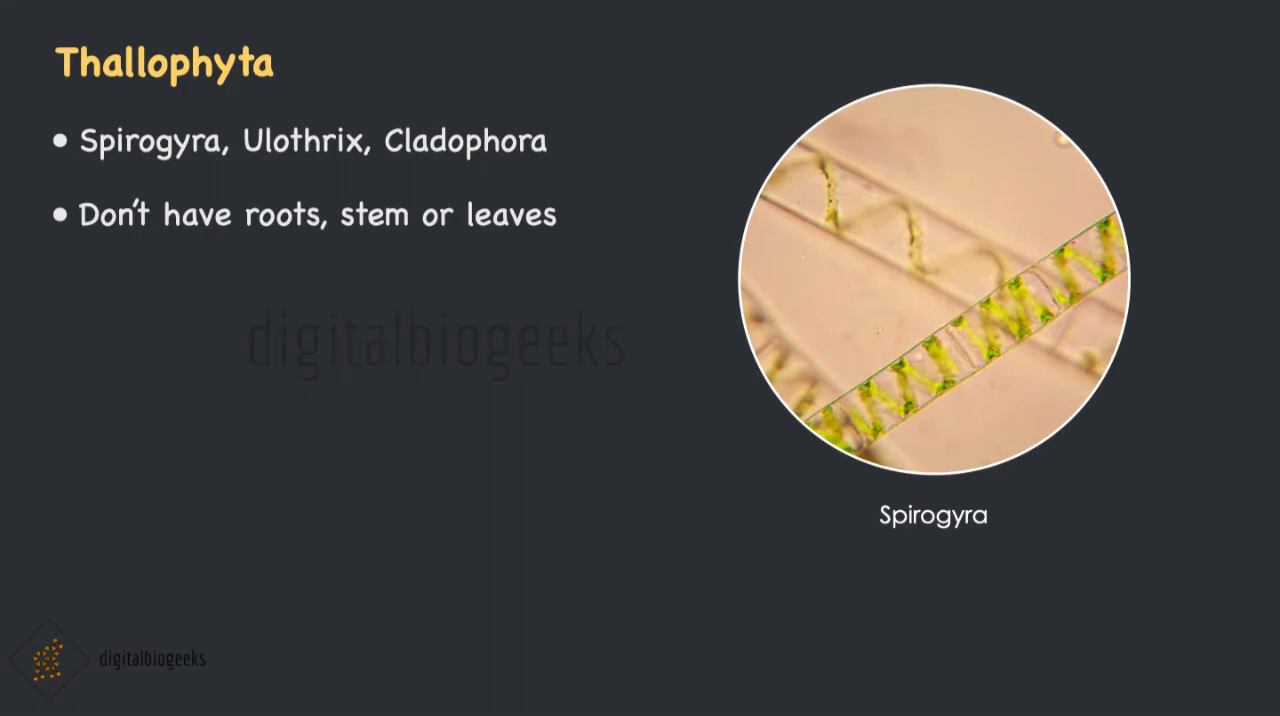 Thallophyta
• Spirogyra, Ulothrix, Cladophora
• Don't have roots, stem or leaves
digitalbiogeeks
Spirogyra
digitalbiogeeks